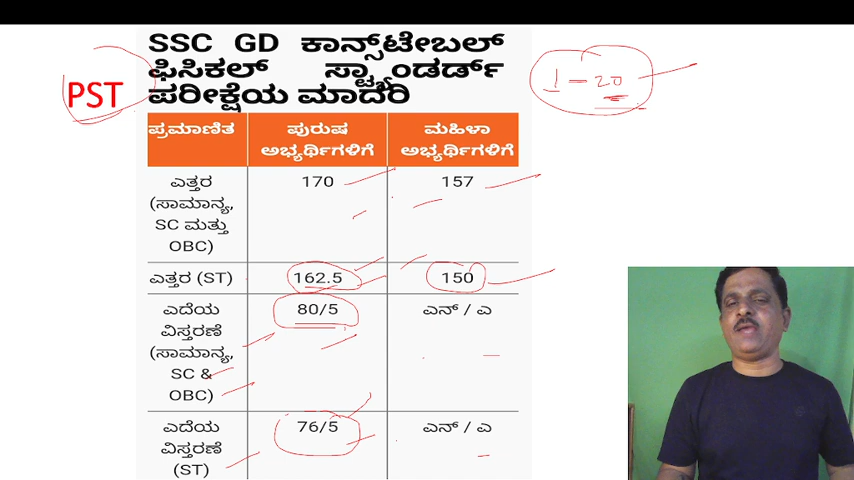 SSC GD ಕಾನ್ಸ್‌ಟೇಬಲ್
ಫಿಸಿಕಲ್ ಸ್ಟ್ಯಾಂಡರ್ಡ್
ಪರೀಕ್ಷೆಯ ಮಾದರಿ
PST
1 - 20
ಪ್ರಮಾಣಿತ ಪುರುಷ ಅಭ್ಯರ್ಥಿಗಳಿಗೆ ಮಹಿಳಾ ಅಭ್ಯರ್ಥಿಗಳಿಗೆ
ಎತ್ತರ 170 157
(ಸಾಮಾನ್ಯ,
SC ಮತ್ತು
OBC)
ಎತ್ತರ (ST) 162.5 150
ಎದೆಯ 80/5 ಎನ್ / ಎ
ವಿಸ್ತರಣೆ
(ಸಾಮಾನ್ಯ,
SC &
OBC)
ಎದೆಯ 76/5 ಎನ್ / ಎ
ವಿಸ್ತರಣೆ
(ST)